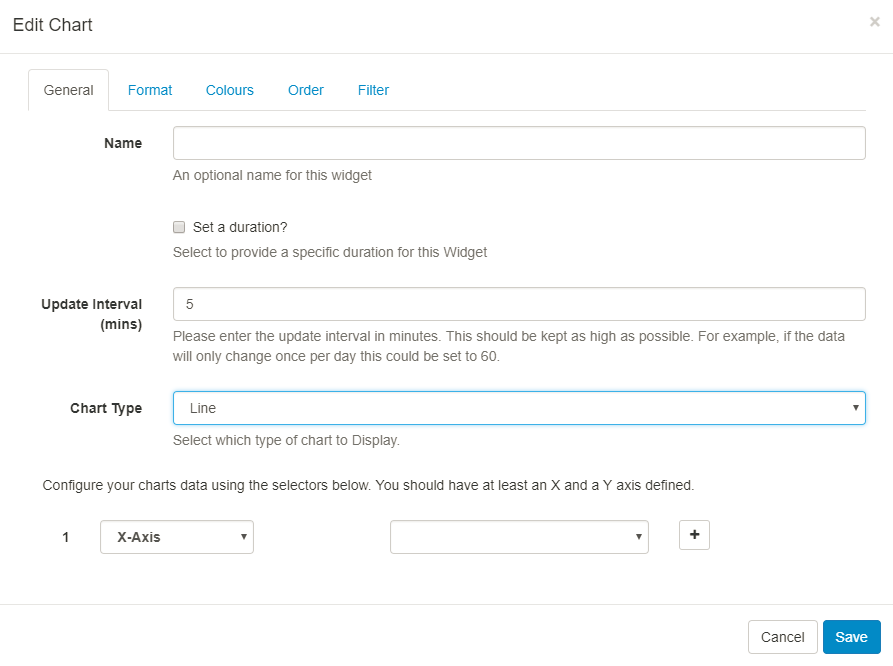 Edit Chart ×
General Format Colours Order Filter
Name
An optional name for this widget
Set a duration?
Select to provide a specific duration for this Widget
Update Interval
(mins)
5
Please enter the update interval in minutes. This should be kept as high as possible. For example, if the data
will only change once per day this could be set to 60.
Chart Type Line
Select which type of chart to Display.
Configure your charts data using the selectors below. You should have at least an X and a Y axis defined.
1 X-Axis +
Cancel Save